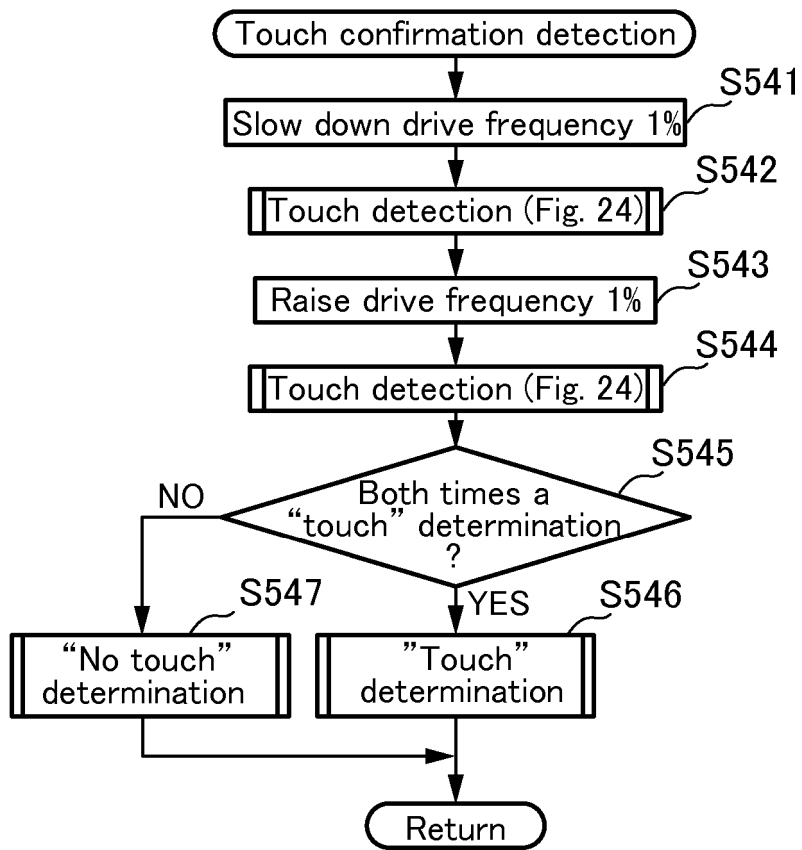 Touch confirmation detection
S541
Slow down drive frequency 1%
S542
Touch detection (Fig. 24)
S543
Raise drive frequency 1%
S544
Touch detection (Fig. 24)
S545
Both times a
“touch” determination
?
NO
YES
S547
“No touch”
determination
S546
”Touch”
determination
Return